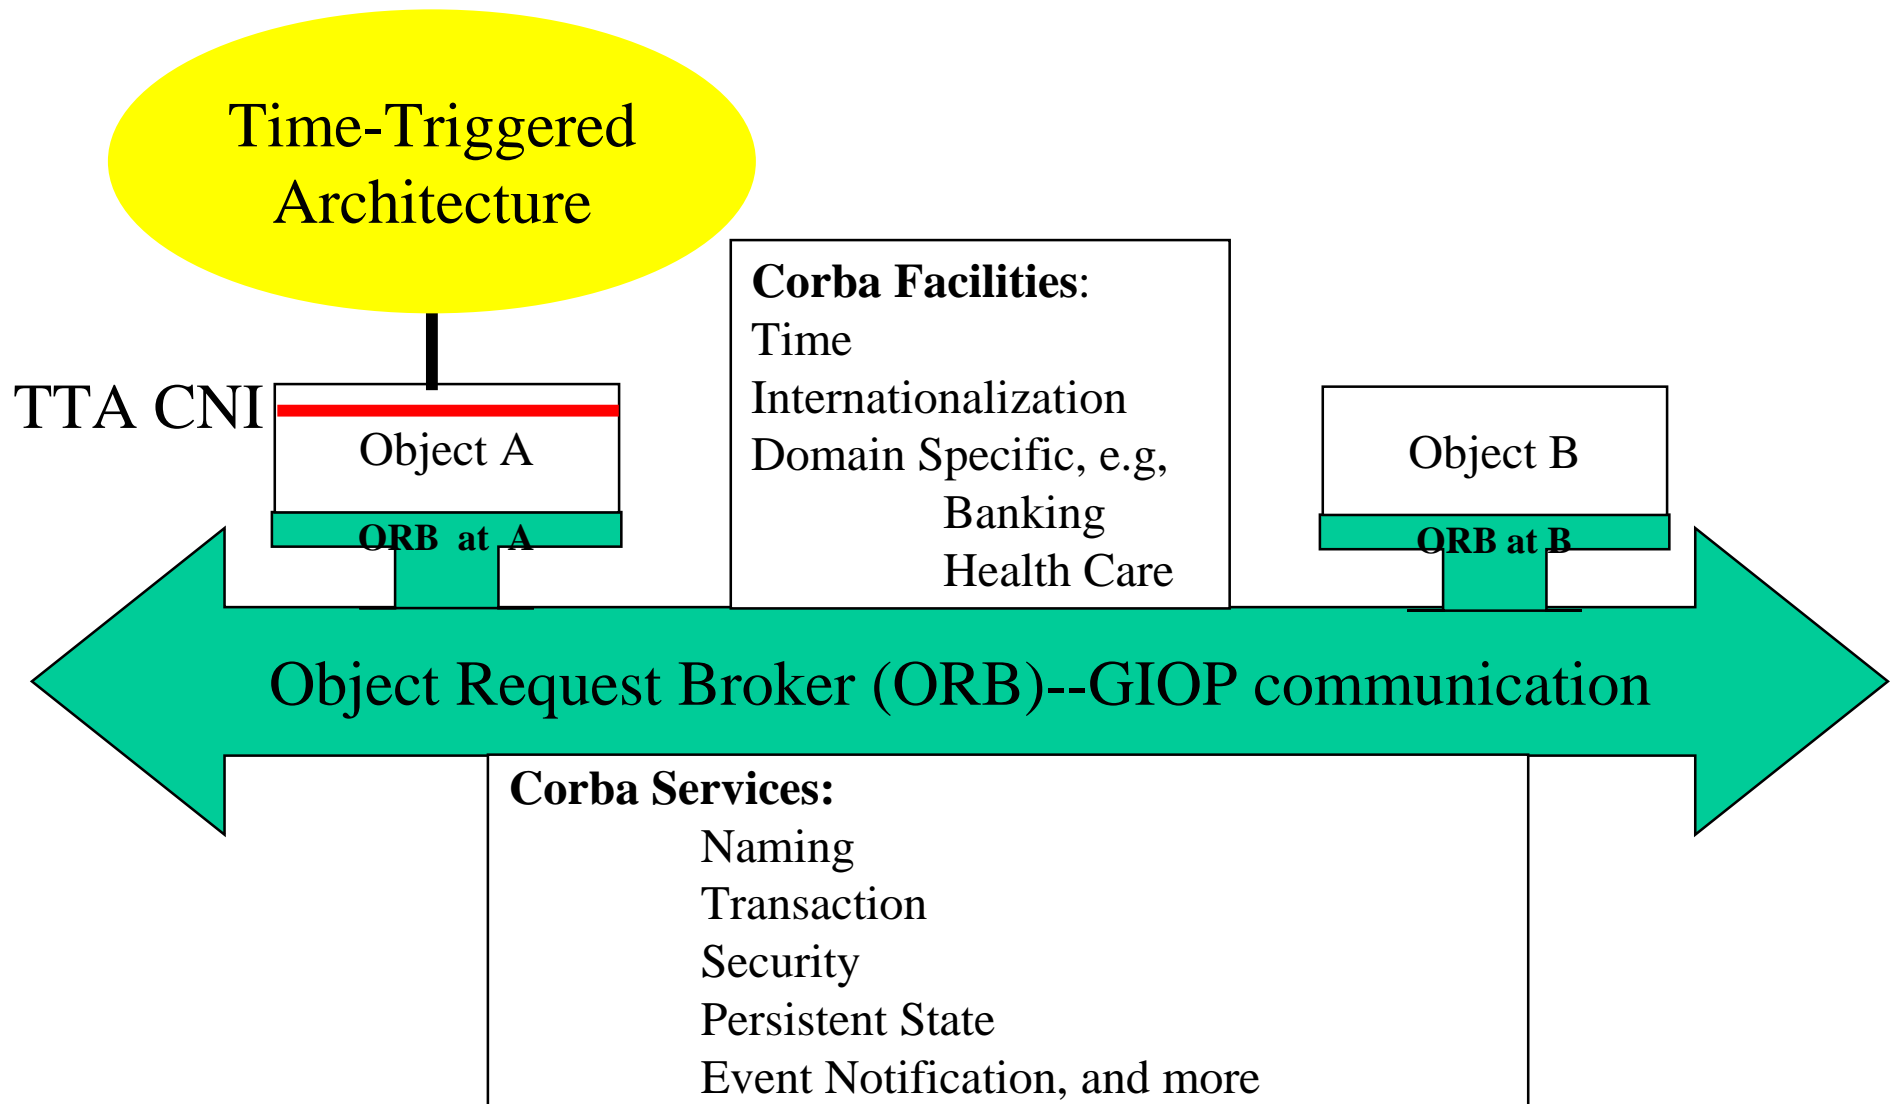 Time-Triggered
Architecture
Corba Facilities:
Time
Internationalization
Domain Specific, e.g,
Banking
Health Care
TTA CNI
Object A
ORB at A
Object B
ORB at B
Object Request Broker (ORB)--GIOP communication
Corba Services:
Naming
Transaction
Security
Persistent State
Event Notification, and more